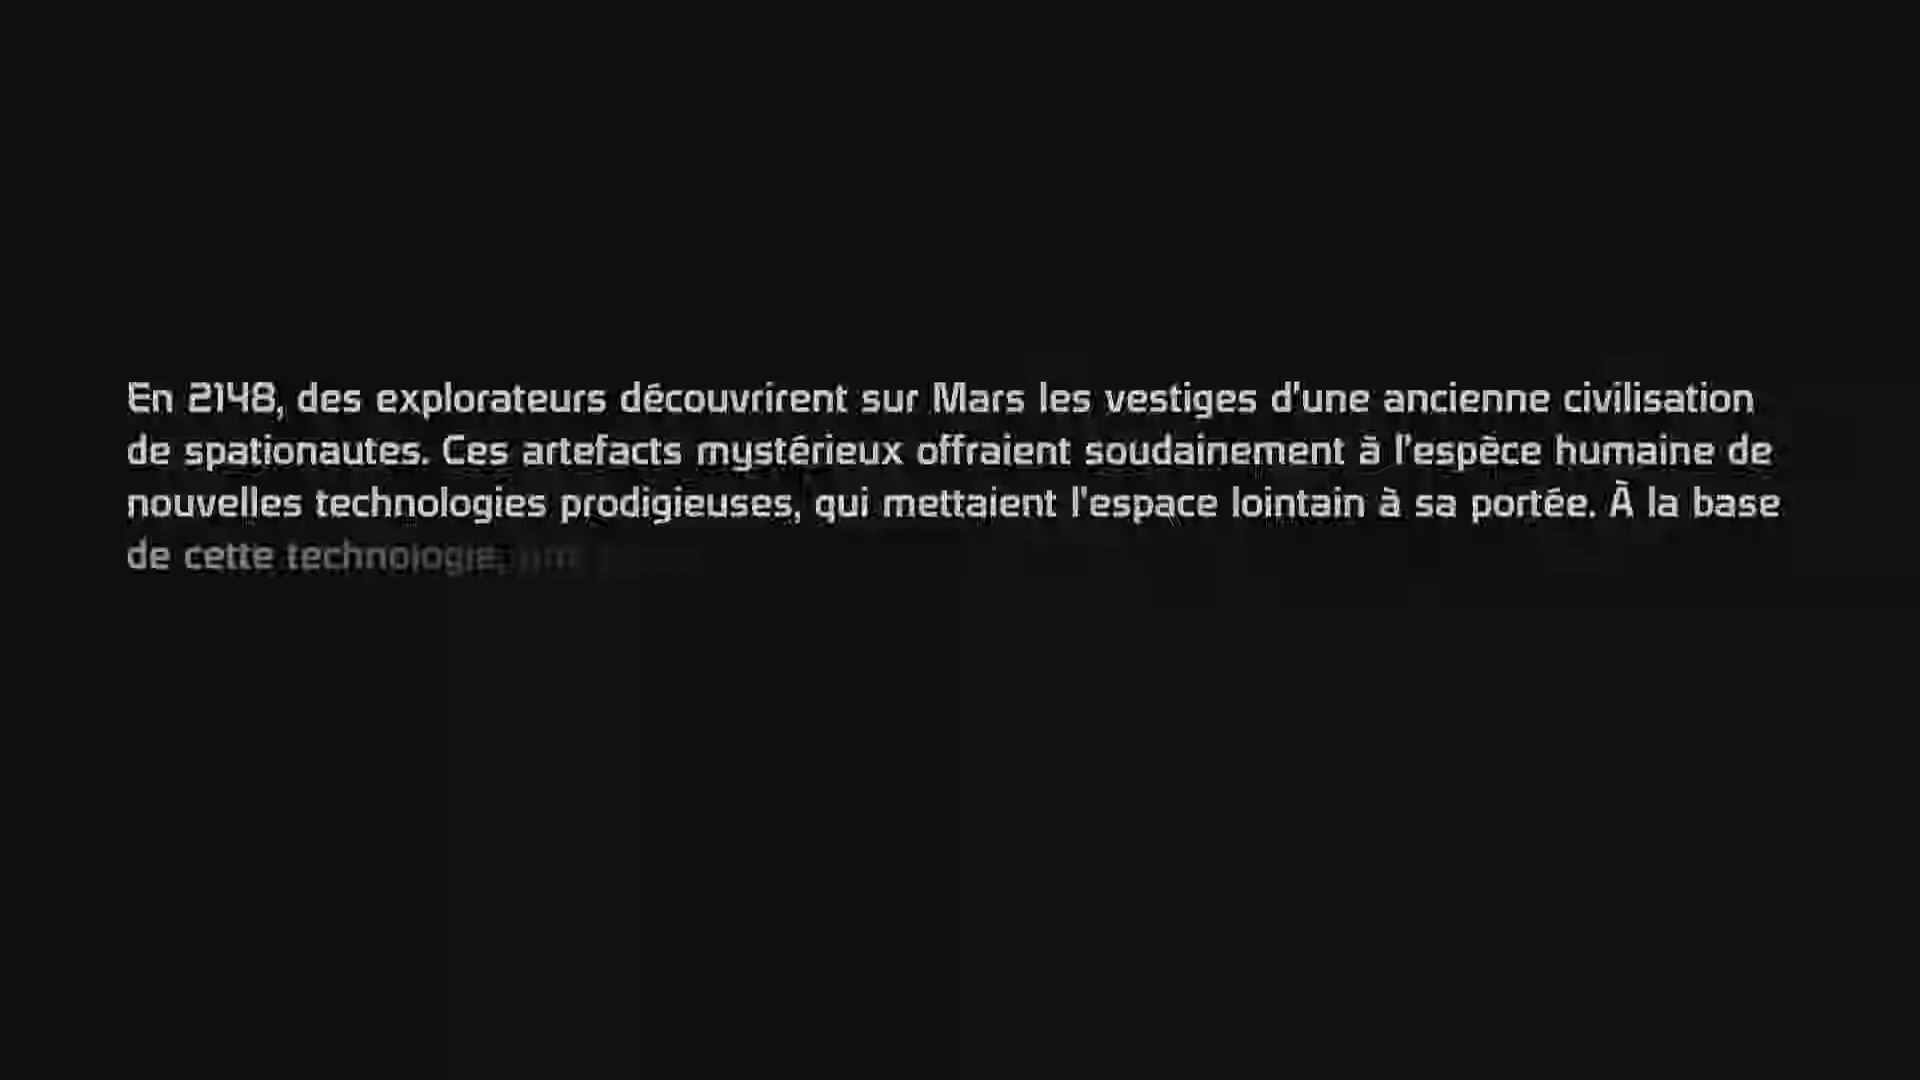 En 2148, des explorateurs découvrirent sur Mars les vestiges d'une ancienne civilisation
de spationautes. Ces artefacts mystérieux offraient soudainement à l'espèce humaine de
nouvelles technologies prodigieuses, qui mettaient l'espace lointain à sa portée. À la base
de cette technologie,